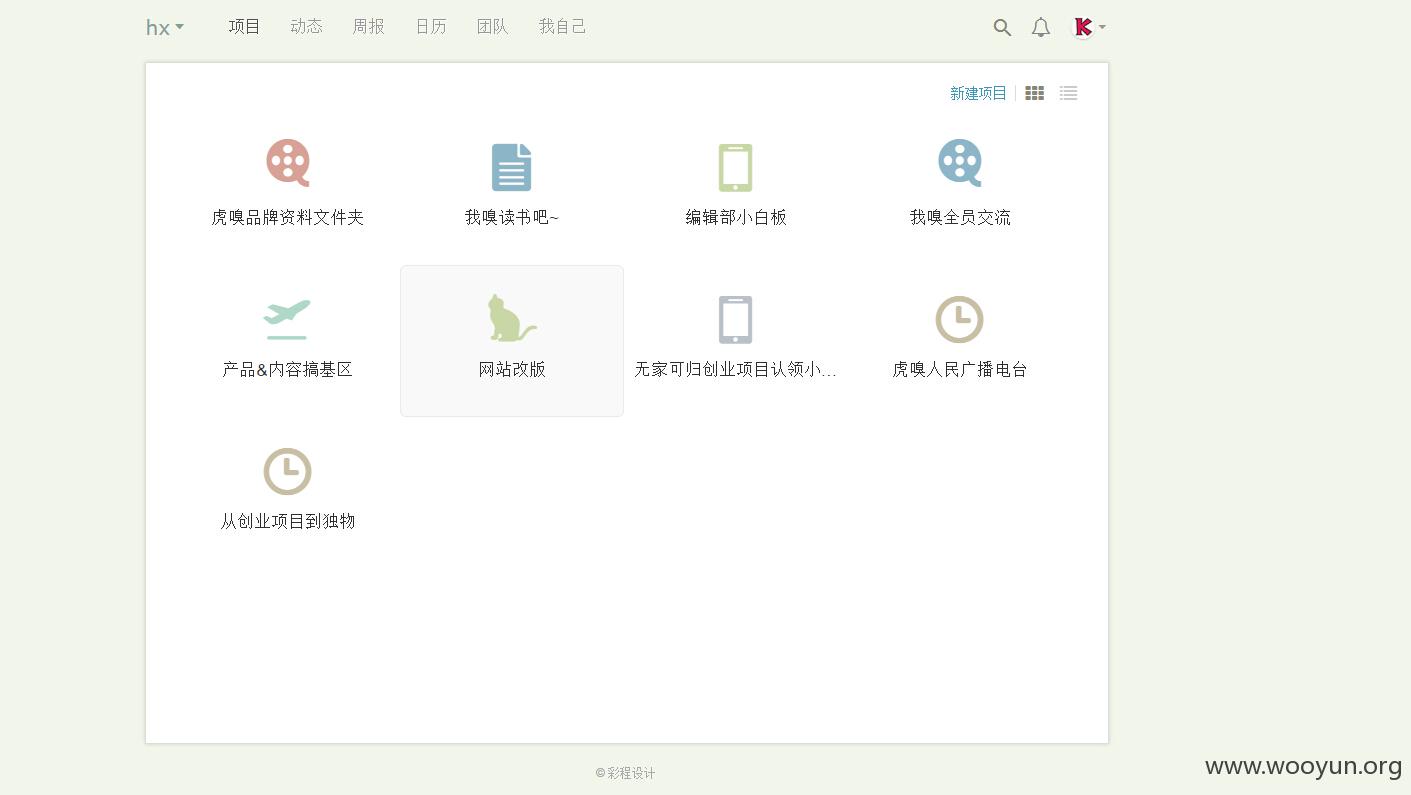 hx 项目 动态 周报 日历 团队 我自己
新建项目
虎嗅品牌资料文件夹 我嗅读书吧~ 编辑部小白板 我嗅全员交流
产品&内容搞基区 网站改版 无家可归创业项目认领小... 虎嗅人民广播电台
从创业项目到独物
© 彩程设计
www.wooyun.org